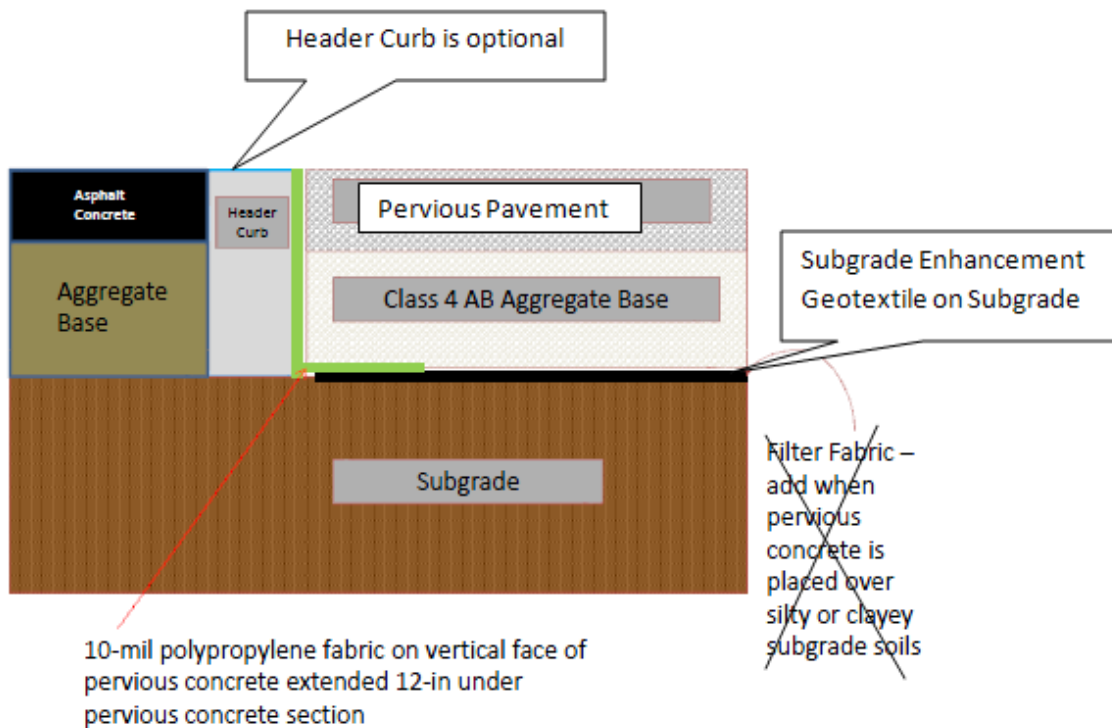 Header Curb is optional
Asphalt
Concrete
Header
Curb
Pervious Pavement
Aggregate
Base
Class 4 AB Aggregate Base
Subgrade Enhancement
Geotextile on Subgrade
Subgrade
Filter Fabric –
add when
pervious
concrete is
placed over
silty or clayey
subgrade soils
10-mil polypropylene fabric on vertical face of
pervious concrete extended 12-in under
pervious concrete section